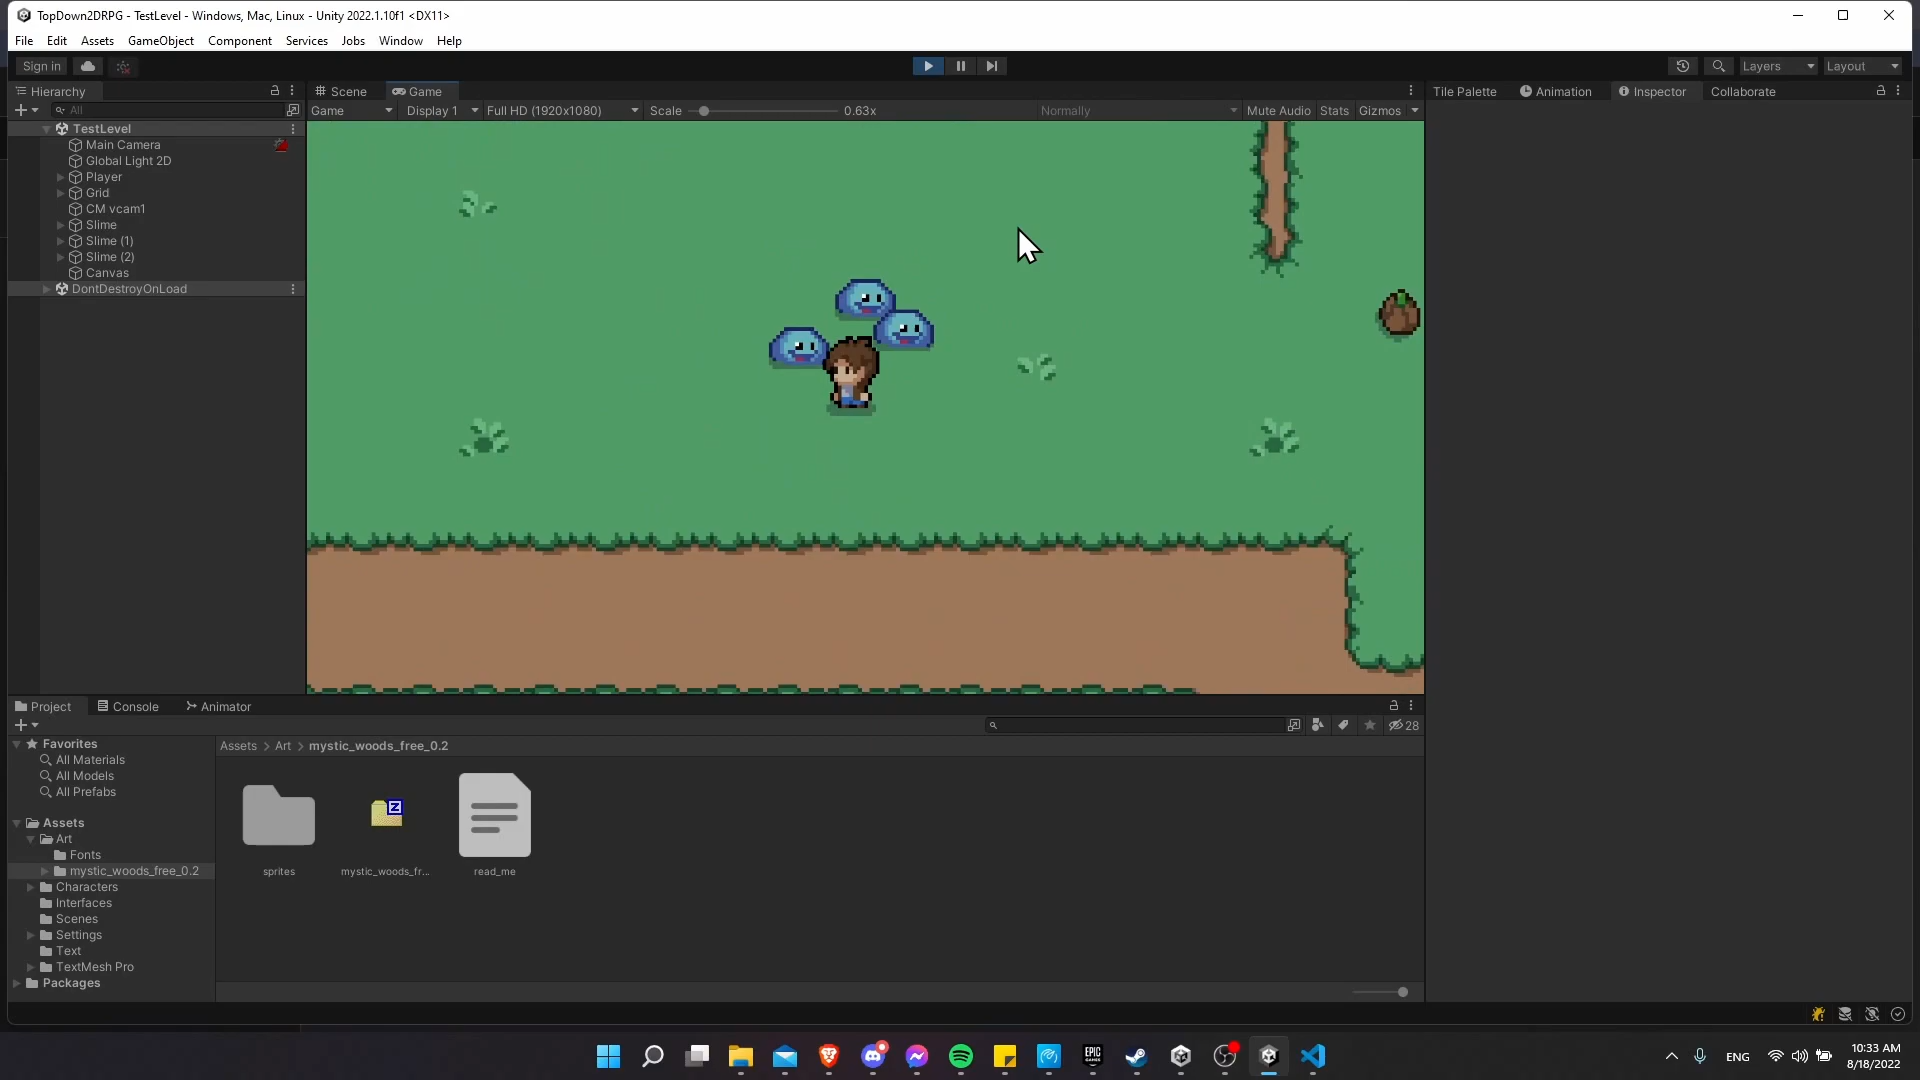 TopDown2DRPG - TestLevel - Windows, Mac, Linux - Unity 2022.1.10f1 <DX11>
File Edit Assets GameObject Component Services Jobs Window Help
Sign in
Layers
Layout
Hierarchy
All
TestLevel
Main Camera
Global Light 2D
Player
Grid
CM vcam1
Slime
Slime (1)
Slime (2)
Canvas
DontDestroyOnLoad
Scene
Game
Game
Display 1
Full HD (1920x1080)
Scale
0.63x
Normally
Mute Audio
Stats
Gizmos
Tile Palette
Animation
Inspector
Collaborate
Project
Console
Animator
28
Favorites
All Materials
All Models
All Prefabs
Assets
Art
Fonts
mystic_woods_free_0.2
Characters
Interfaces
Scenes
Settings
Text
TextMesh Pro
Packages
Assets > Art > mystic_woods_free_0.2
sprites
mystic_woods_fr...
read_me
EPIC
GAMES
ENG
10:33 AM
8/18/2022